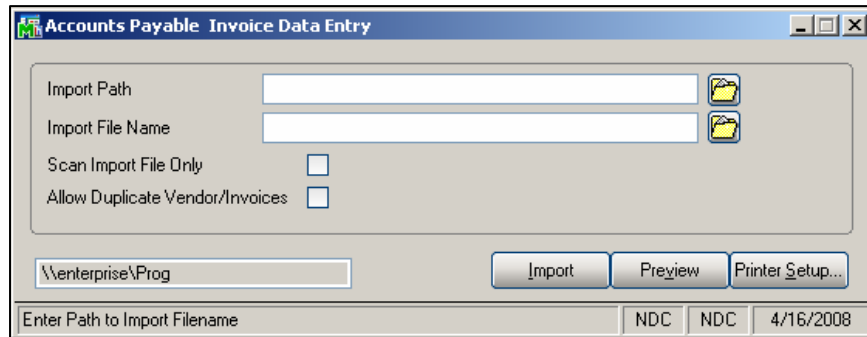 Accounts Payable Invoice Data Entry
Import Path
Import File Name
Scan Import File Only
Allow Duplicate Vendor/Invoices
\\enterprise\Prog
Import Preview Printer Setup...
Enter Path to Import Filename NDC NDC 4/16/2008